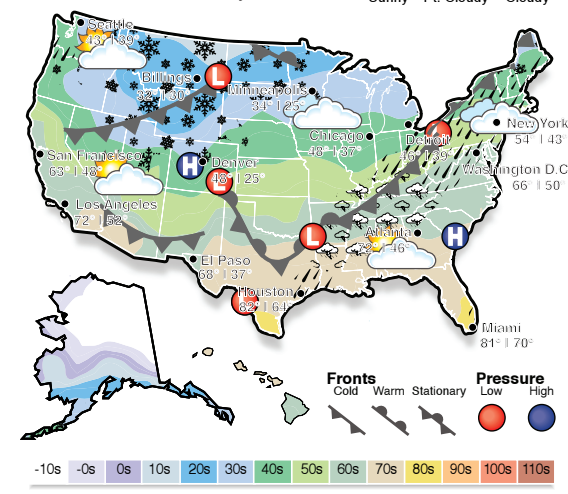 Sunny Pt. Cloudy Cloudy
Seattle
43° | 39°
Billings
32° | 30°
L
Minneapolis
34° | 25°
New York
54° | 43°
Chicago
48° | 37°
Detroit
46° | 39°
San Francisco
63° | 48°
H
Denver
48° | 25°
L
Washington D.C
66° | 50°
Los Angeles
72° | 52°
L
Atlanta
72° | 46°
H
El Paso
68° | 37°
Houston
82° | 64°
Miami
81° | 70°
Fronts
Cold Warm Stationary
Pressure
Low High
-10s -0s 0s 10s 20s 30s 40s 50s 60s 70s 80s 90s 100s 110s